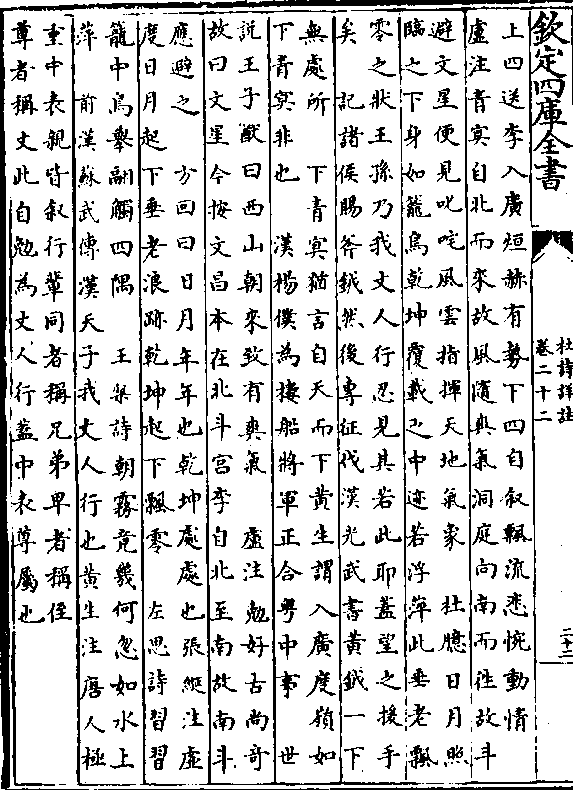 欽定四庫全書
杜詩詳註
卷二十二
二十二
上四送李入廣烜赫有勢下四自叙飄流悲惋動情
盧注青㝠自北而來故風隨爽氣洞庭向南而往故斗
避文星便見叱咤風雲指揮天地氣象　杜臆日月照
臨之下身如籠鳥乾坤覆載之中迹若浮萍此垂老飄
零之狀王孫乃我丈人行忍見其若此耶蓋望之援手
矣　記諸侯賜斧鉞然後專征伐漢光武書黄鉞一下
無處所　下青㝠猶言自天而下黄生謂入廣度嶺如
下青㝠非也　漢楊僕為樓船將軍正合粤中事　世
説王子猷曰西山朝來致有爽氣　盧注勉好古尚奇
故曰文星今按文昌本在北斗宫李自北至南故南斗
應避之　方回曰日月年年也乾坤處處也張綖注虚
度日月起下垂老浪跡乾坤起下飄零　左思詩習習
籠中鳥舉翮觸四隅　王粲詩朝霧竟幾何忽如水上
萍　前漢蘇武傳漢天子我丈人行也黄生注唐人極
重中表親皆叙行輩同者稱兄弟卑者稱侄
尊者稱丈此自勉為丈人行蓋中表尊屬也